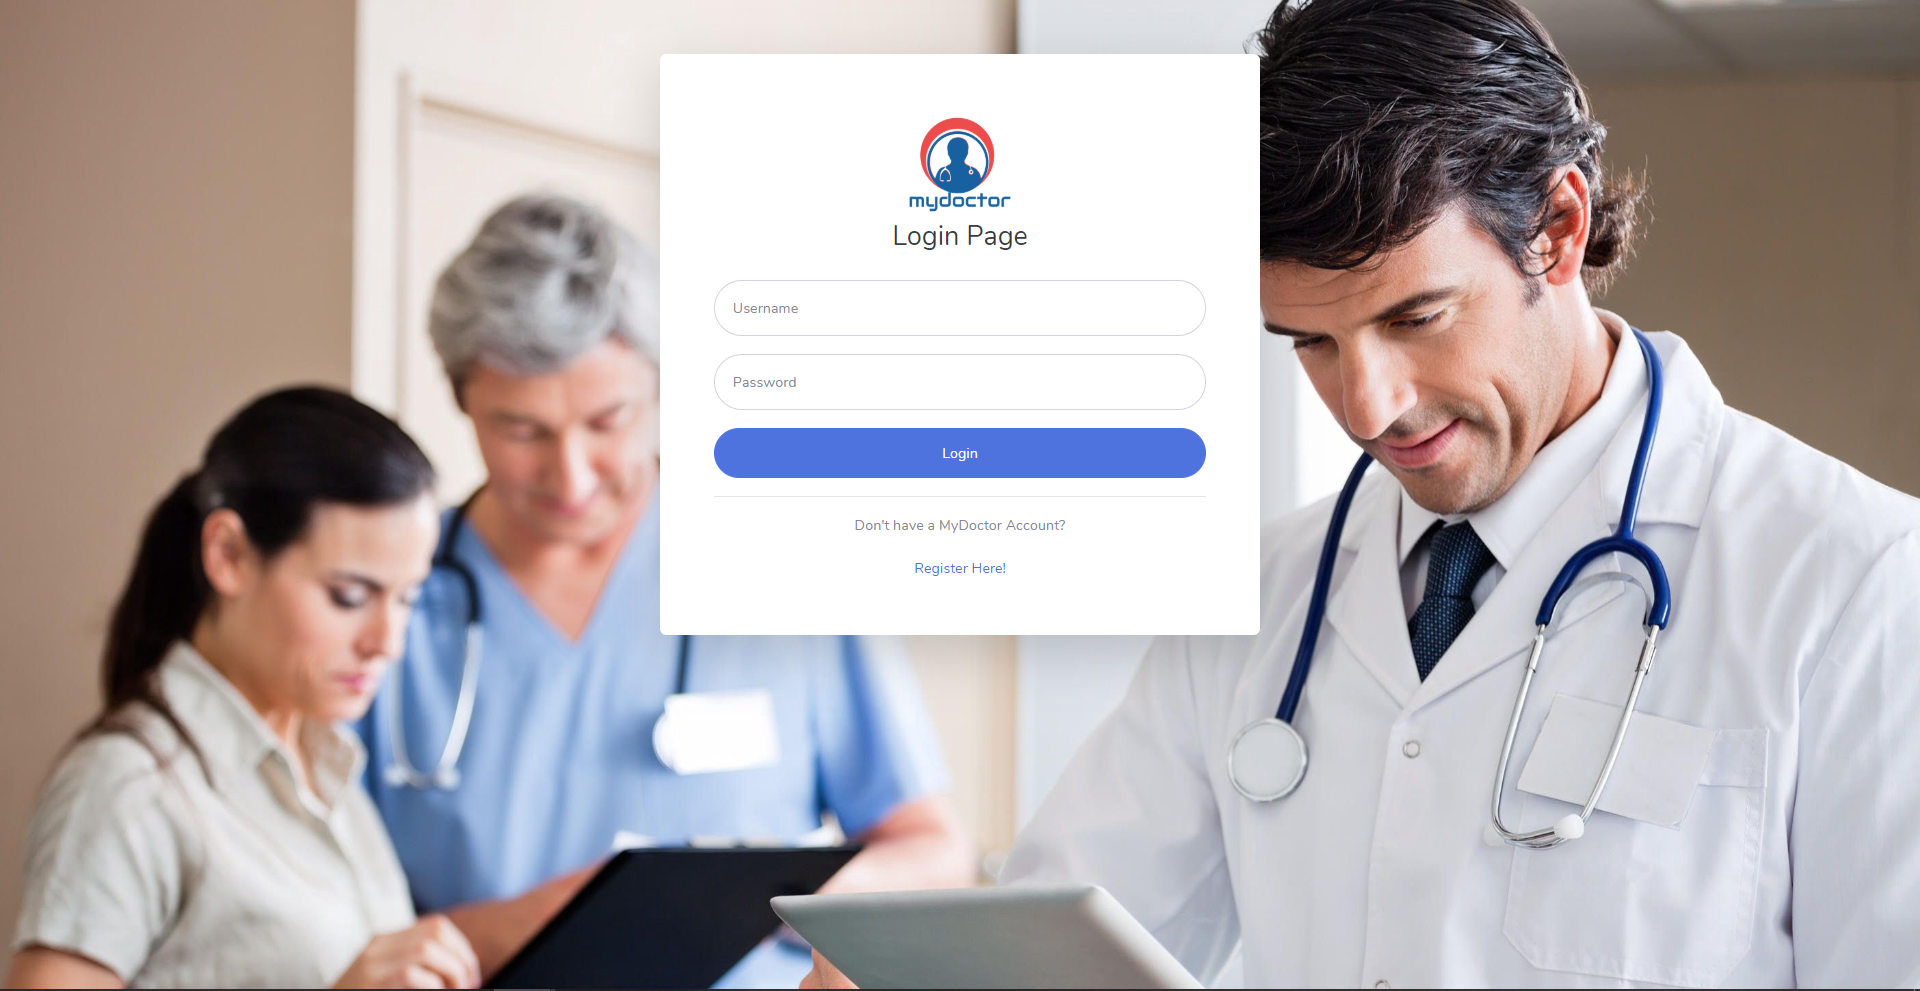 mydoctor
Login Page
Username
Password
Login
Don't have a MyDoctor Account?
Register Here!